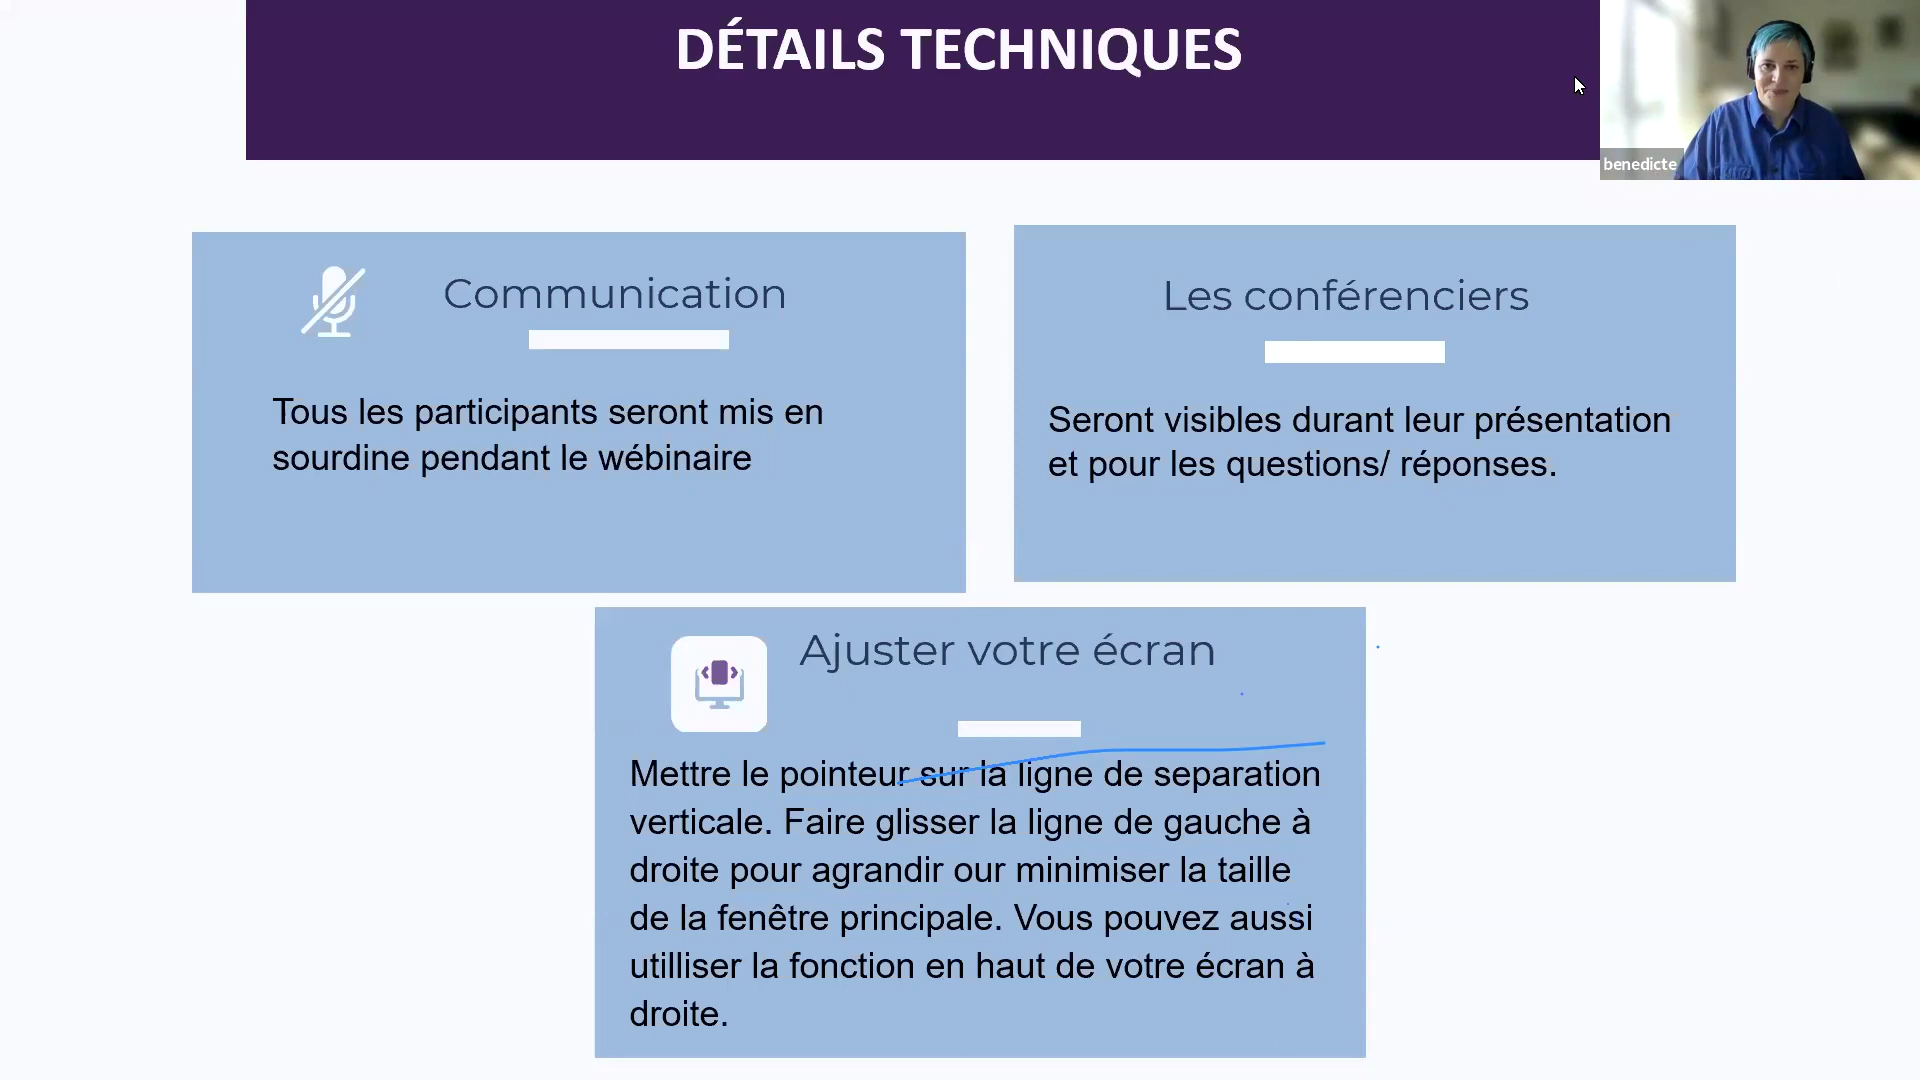 DÉTAILS TECHNIQUES
benedicte
Communication
Tous les participants seront mis en
sourdine pendant le wébinaire
Les conférenciers
Seront visibles durant leur présentation
et pour les questions/ réponses.
Ajuster votre écran
Mettre le pointeur sur la ligne de separation
verticale. Faire glisser la ligne de gauche à
droite pour agrandir our minimiser la taille
de la fenêtre principale. Vous pouvez aussi
utilliser la fonction en haut de votre écran à
droite.